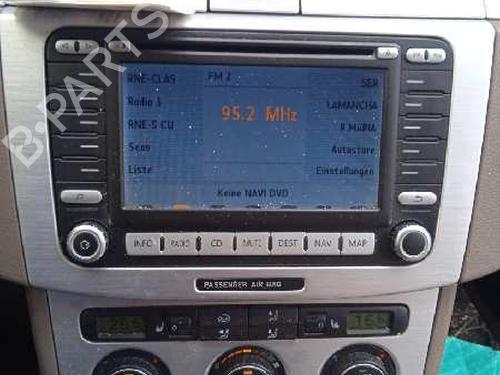 FM 2
RNE-CLAS
SER
Radio 3
LAMANCHA
95.2 MHz
RNE-5 CU
R MARIA
Scan
Autostore
Liste
Einstellungen
Keine NAVI DVD
INFO RADIO CD MUTE DEST NAV MAP
PASSENGER AIR BAG
B-PARTS